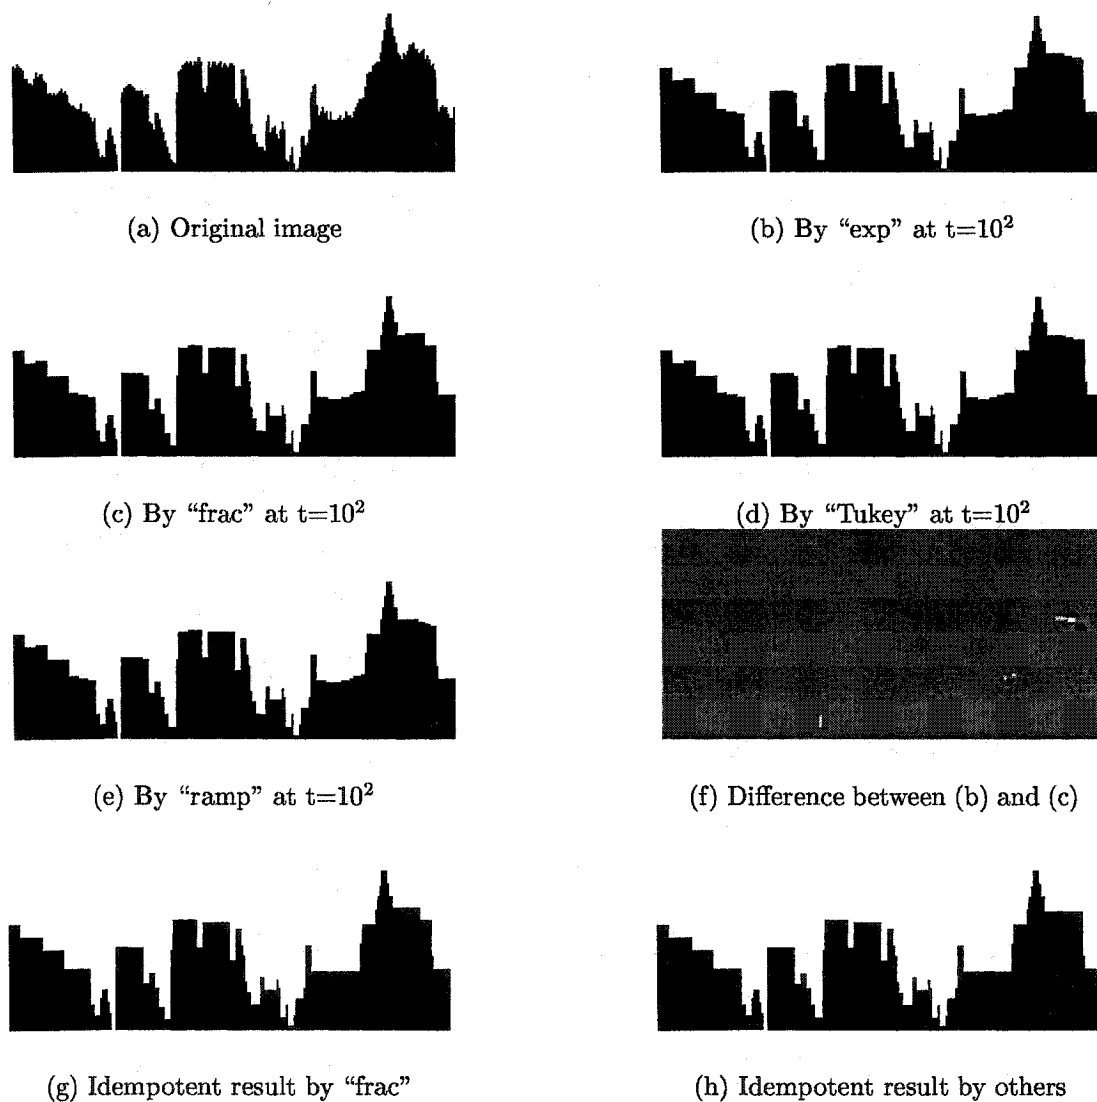 (a) Original image
(b) By “exp” at t=10²
(c) By “frac” at t=10²
(d) By “Tukey” at t=10²
(e) By “ramp” at t=10²
(f) Difference between (b) and (c)
(g) Idempotent result by “frac”
(h) Idempotent result by others